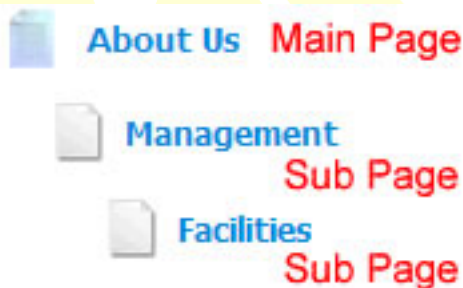 About Us Main Page
Management
Sub Page
Facilities
Sub Page